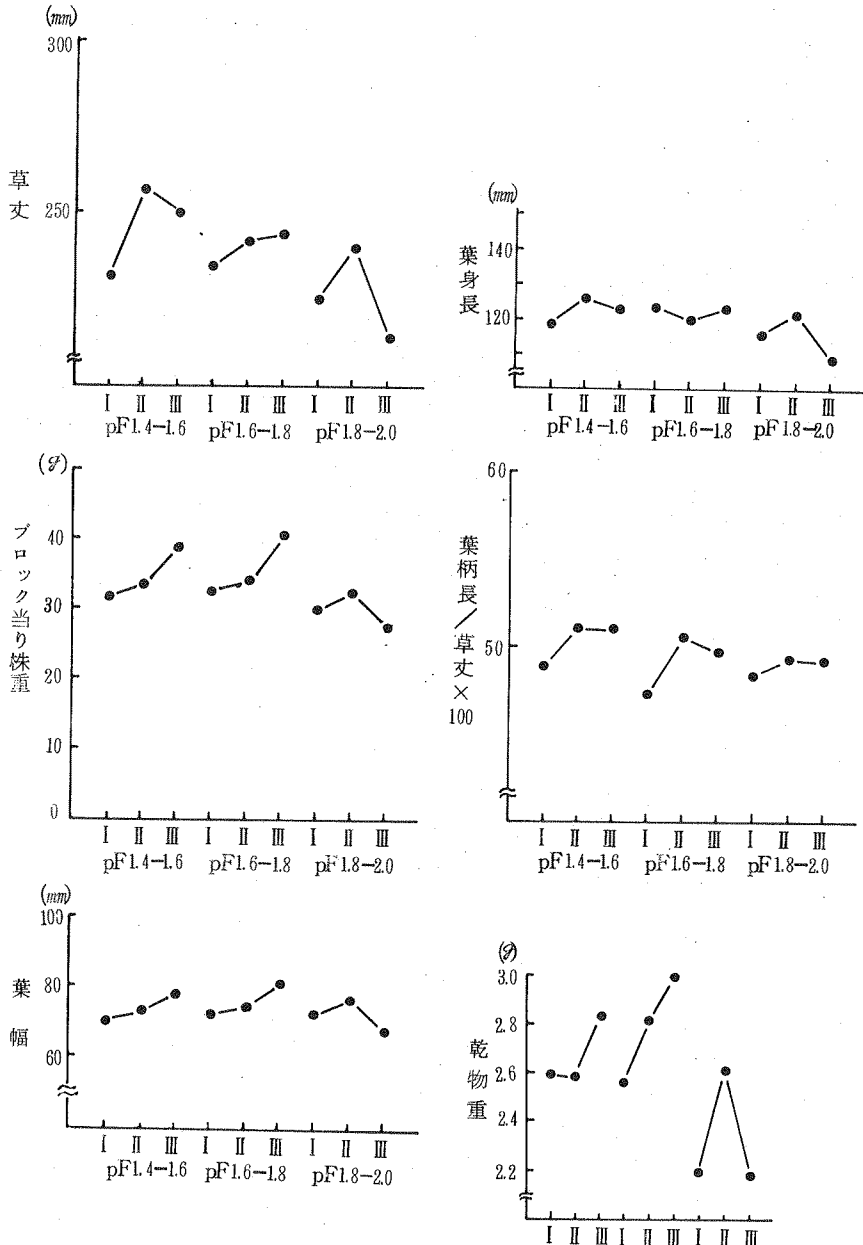 (mm)
300
250
草丈
I II III I II III I II III
pF1.4-1.6 pF1.6-1.8 pF1.8-2.0
(mm)
140
120
葉身長
I II III I II III I II III
pF1.4-1.6 pF1.6-1.8 pF1.8-2.0
(g)
40
30
20
10
0
ブロック当り株重
I II III I II III I II III
pF1.4-1.6 pF1.6-1.8 pF1.8-2.0
60
50
葉柄長/草丈×100
I II III I II III I II III
pF1.4-1.6 pF1.6-1.8 pF1.8-2.0
(mm)
100
80
60
葉幅
I II III I II III I II III
pF1.4-1.6 pF1.6-1.8 pF1.8-2.0
(g)
3.0
2.8
2.6
2.4
2.2
乾物重
I II III I II III I II III